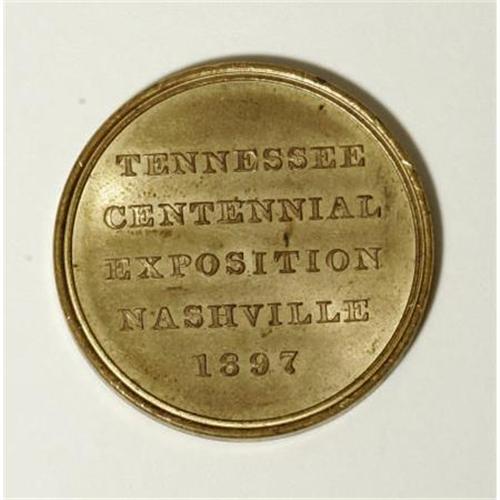 TENNESSEE
CENTENNIAL
EXPOSITION
NASHVILLE
1897